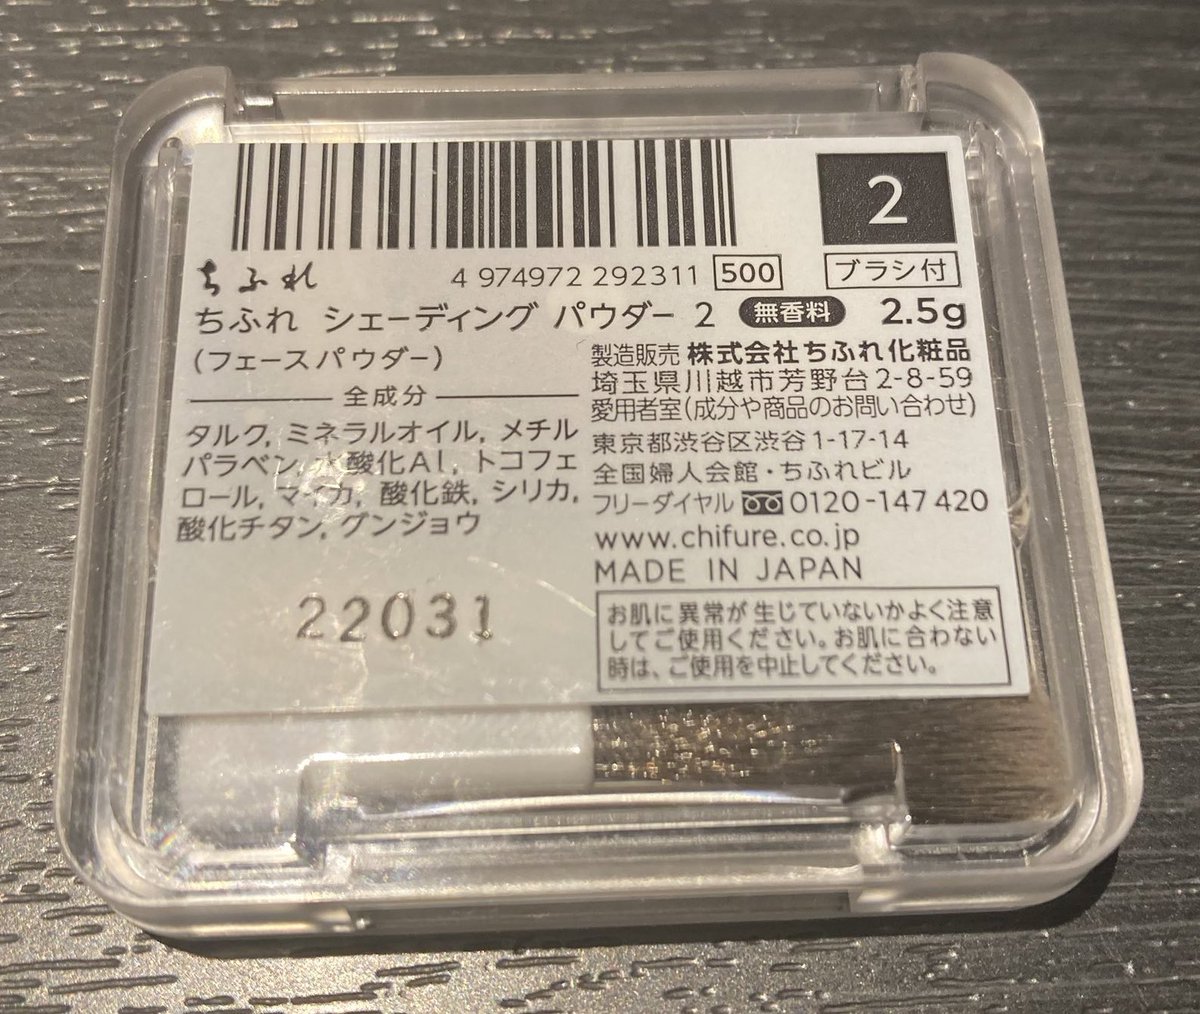 2
ちふれ
4 974972 292311 500
ブラシ付
ちふれ シェーディング パウダー 2 無香料 2.5g
(フェースパウダー)
全成分
タルク, ミネラルオイル, メチル
パラベン, 水酸化Al, トコフェ
ロール, マイカ, 酸化鉄, シリカ,
酸化チタン, グンジョウ
22031
製造販売 株式会社ちふれ化粧品
埼玉県川越市芳野台2-8-59
愛用者室(成分や商品のお問い合わせ)
東京都渋谷区渋谷1-17-14
全国婦人会館・ちふれビル
フリーダイヤル 0120-147420
www.chifure.co.jp
MADE IN JAPAN
お肌に異常が生じていないかよく注意
してご使用ください。お肌に合わない
時は、ご使用を中止してください。